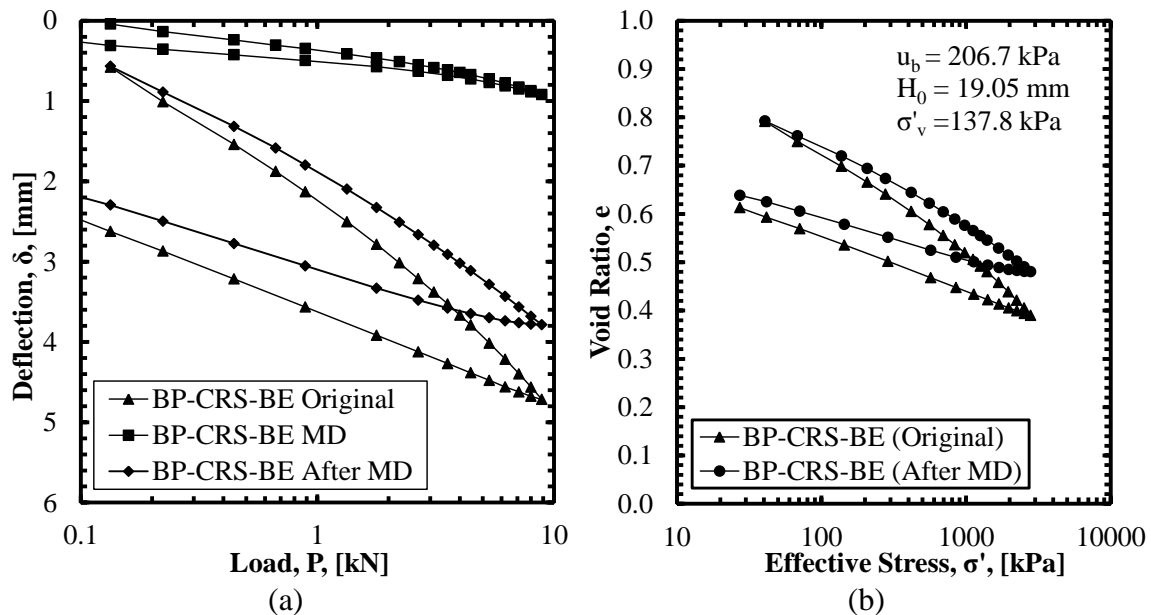 0
1
2
3
4
5
6
Deflection, δ, [mm]
BP-CRS-BE Original
BP-CRS-BE MD
BP-CRS-BE After MD
0.1
1
10
Load, P, [kN]
(a)
1.0
0.9
0.8
0.7
0.6
0.5
0.4
0.3
0.2
0.1
0.0
Void Ratio, e
u_b = 206.7 kPa
H_0 = 19.05 mm
σ'_v =137.8 kPa
BP-CRS-BE (Original)
BP-CRS-BE (After MD)
10
100
1000
10000
Effective Stress, σ', [kPa]
(b)